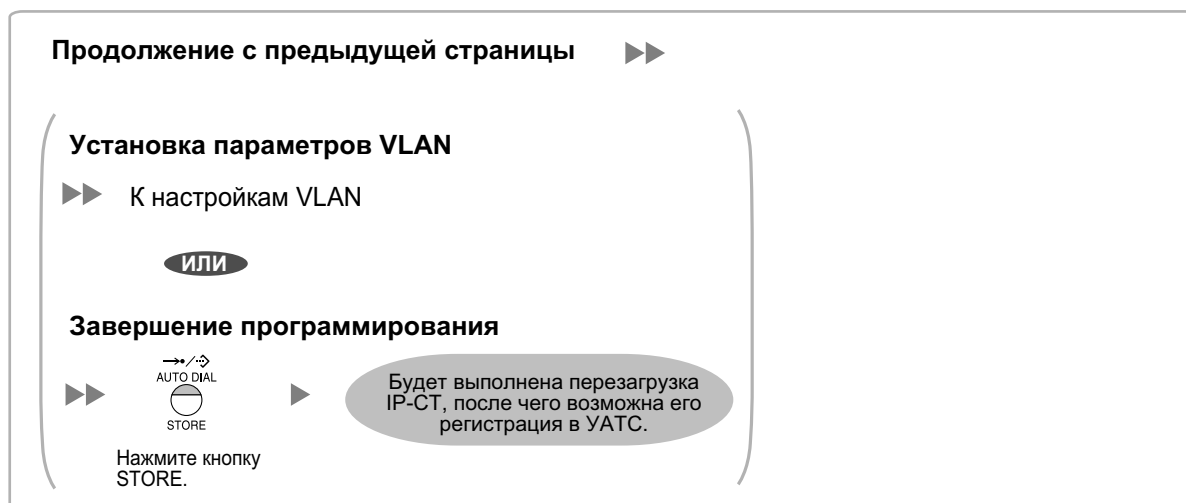 Продолжение с предыдущей страницы
Установка параметров VLAN
К настройкам VLAN
ИЛИ
Завершение программирования
AUTO DIAL
STORE
Нажмите кнопку
STORE.
Будет выполнена перезагрузка
IP-СТ, после чего возможна его
регистрация в УАТС.